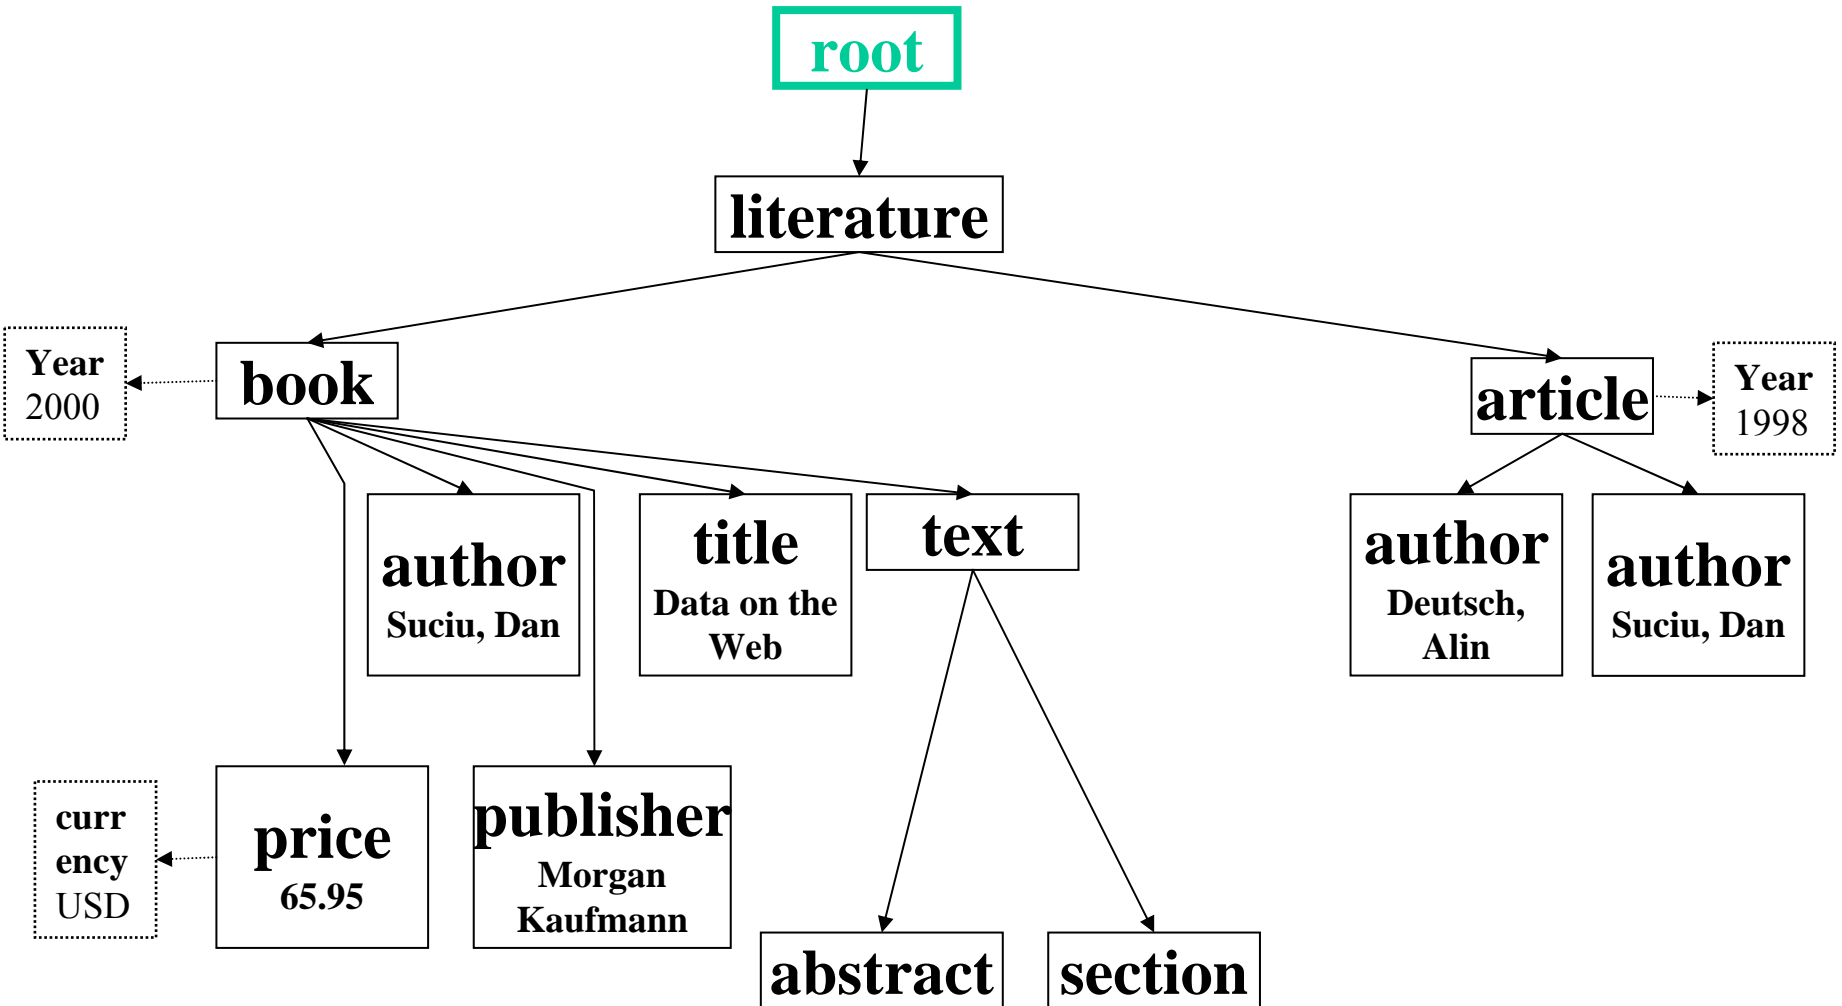 root
literature
Year
2000
book
article
Year
1998
author
Suciu, Dan
title
Data on the
Web
text
author
Deutsch,
Alin
author
Suciu, Dan
curr
ency
USD
price
65.95
publisher
Morgan
Kaufmann
abstract
section